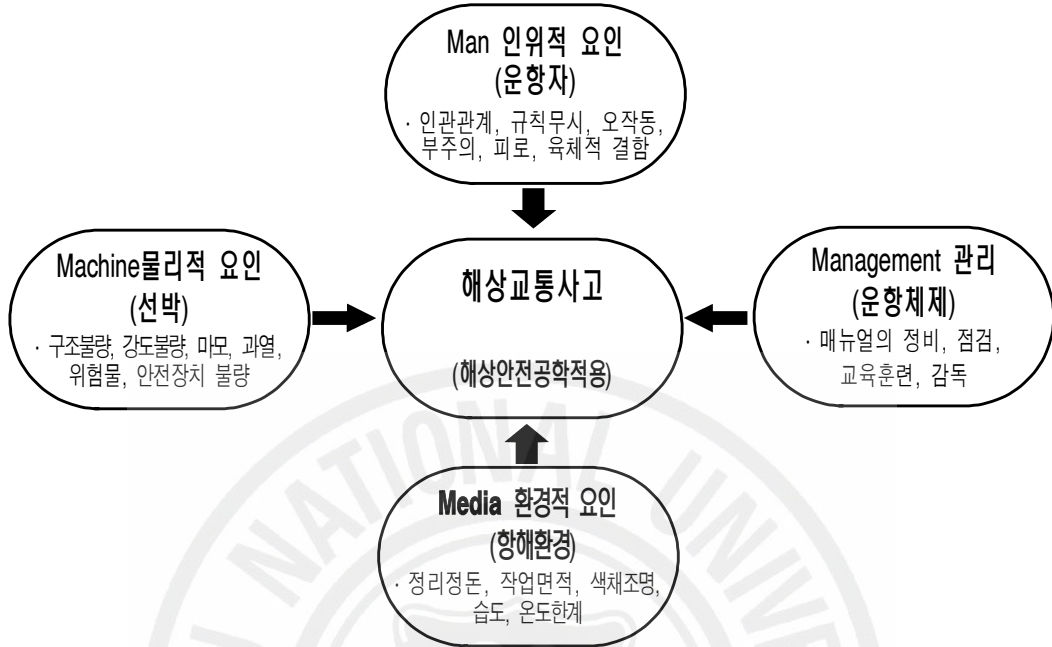 Man 인위적 요인
(운항자)
· 인관관계, 규칙무시, 오작동,
부주의, 피로, 육체적 결함
Machine물리적 요인
(선박)
· 구조불량, 강도불량, 마모, 과열,
위험물, 안전장치 불량
해상교통사고
(해상안전공학적용)
Management 관리
(운항체제)
· 매뉴얼의 정비, 점검,
교육훈련, 감독
Media 환경적 요인
(항해환경)
· 정리정돈, 작업면적, 색채조명,
습도, 온도한계
NATIONAL UNIVE